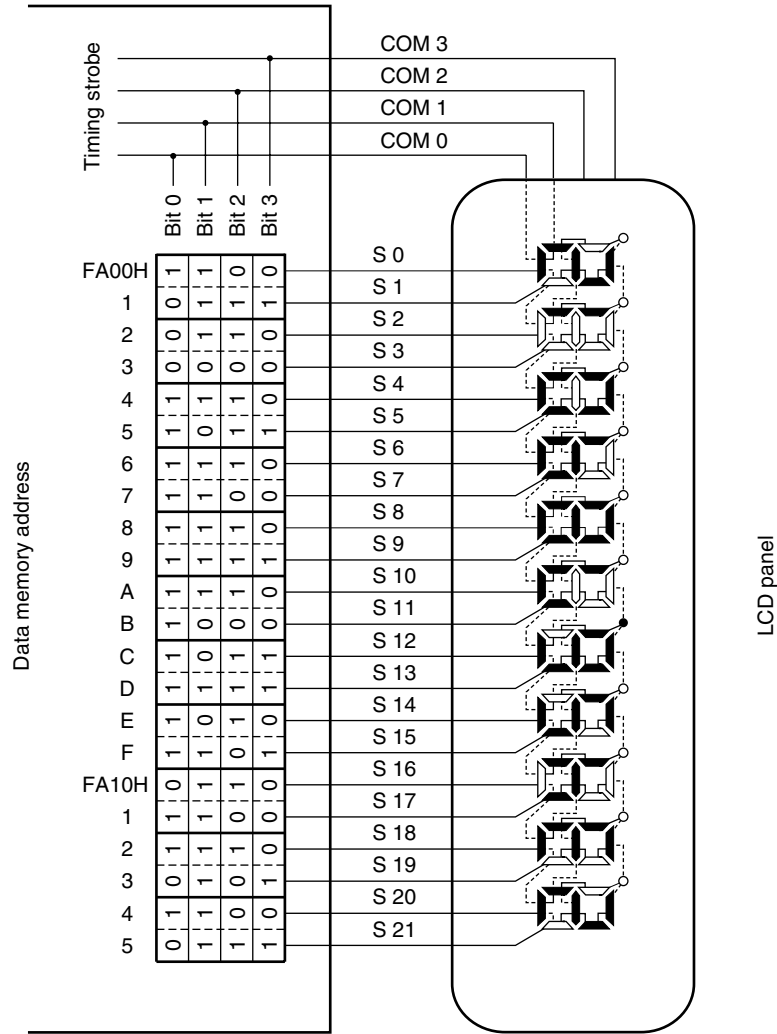 COM 3
COM 2
COM 1
COM 0
Timing strobe
Bit 0
Bit 1
Bit 2
Bit 3
Data memory address
FA00H 1 1 0 0 S 0
1 0 1 1 1 S 1
2 0 1 1 0 S 2
3 0 0 0 0 S 3
4 1 1 1 0 S 4
5 1 0 1 1 S 5
6 1 1 1 0 S 6
7 1 1 0 0 S 7
8 1 1 1 0 S 8
9 1 1 1 1 S 9
A 1 1 1 0 S 10
B 1 0 0 0 S 11
C 1 0 1 1 S 12
D 1 1 1 1 S 13
E 1 0 1 0 S 14
F 1 1 0 1 S 15
FA10H 0 1 1 0 S 16
1 1 1 0 0 S 17
2 1 1 1 0 S 18
3 0 1 0 1 S 19
4 1 1 0 0 S 20
5 0 1 1 1 S 21
LCD panel